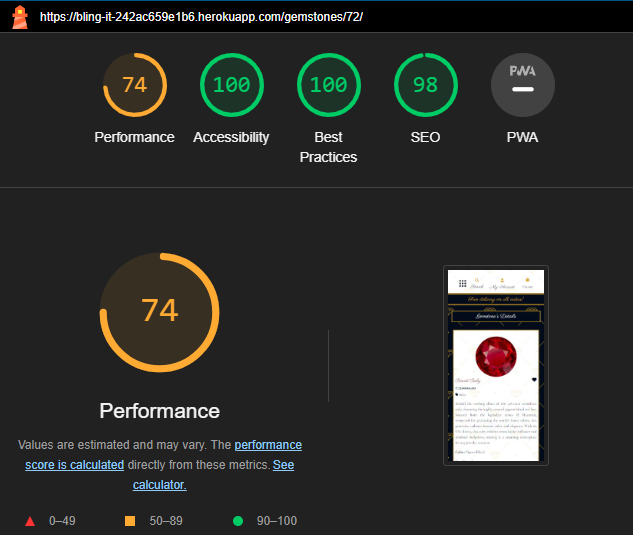 https://bling-it-242ac659e1b6.herokuapp.com/gemstones/72/
74
100
100
98
PWA
Performance
Accessibility
Best
Practices
SEO
PWA
74
Performance
Values are estimated and may vary. The performance
score is calculated directly from these metrics. See
calculator.
0–49
50–89
90–100
Search
My Account
Free delivery on all orders!
Gemstone's Details